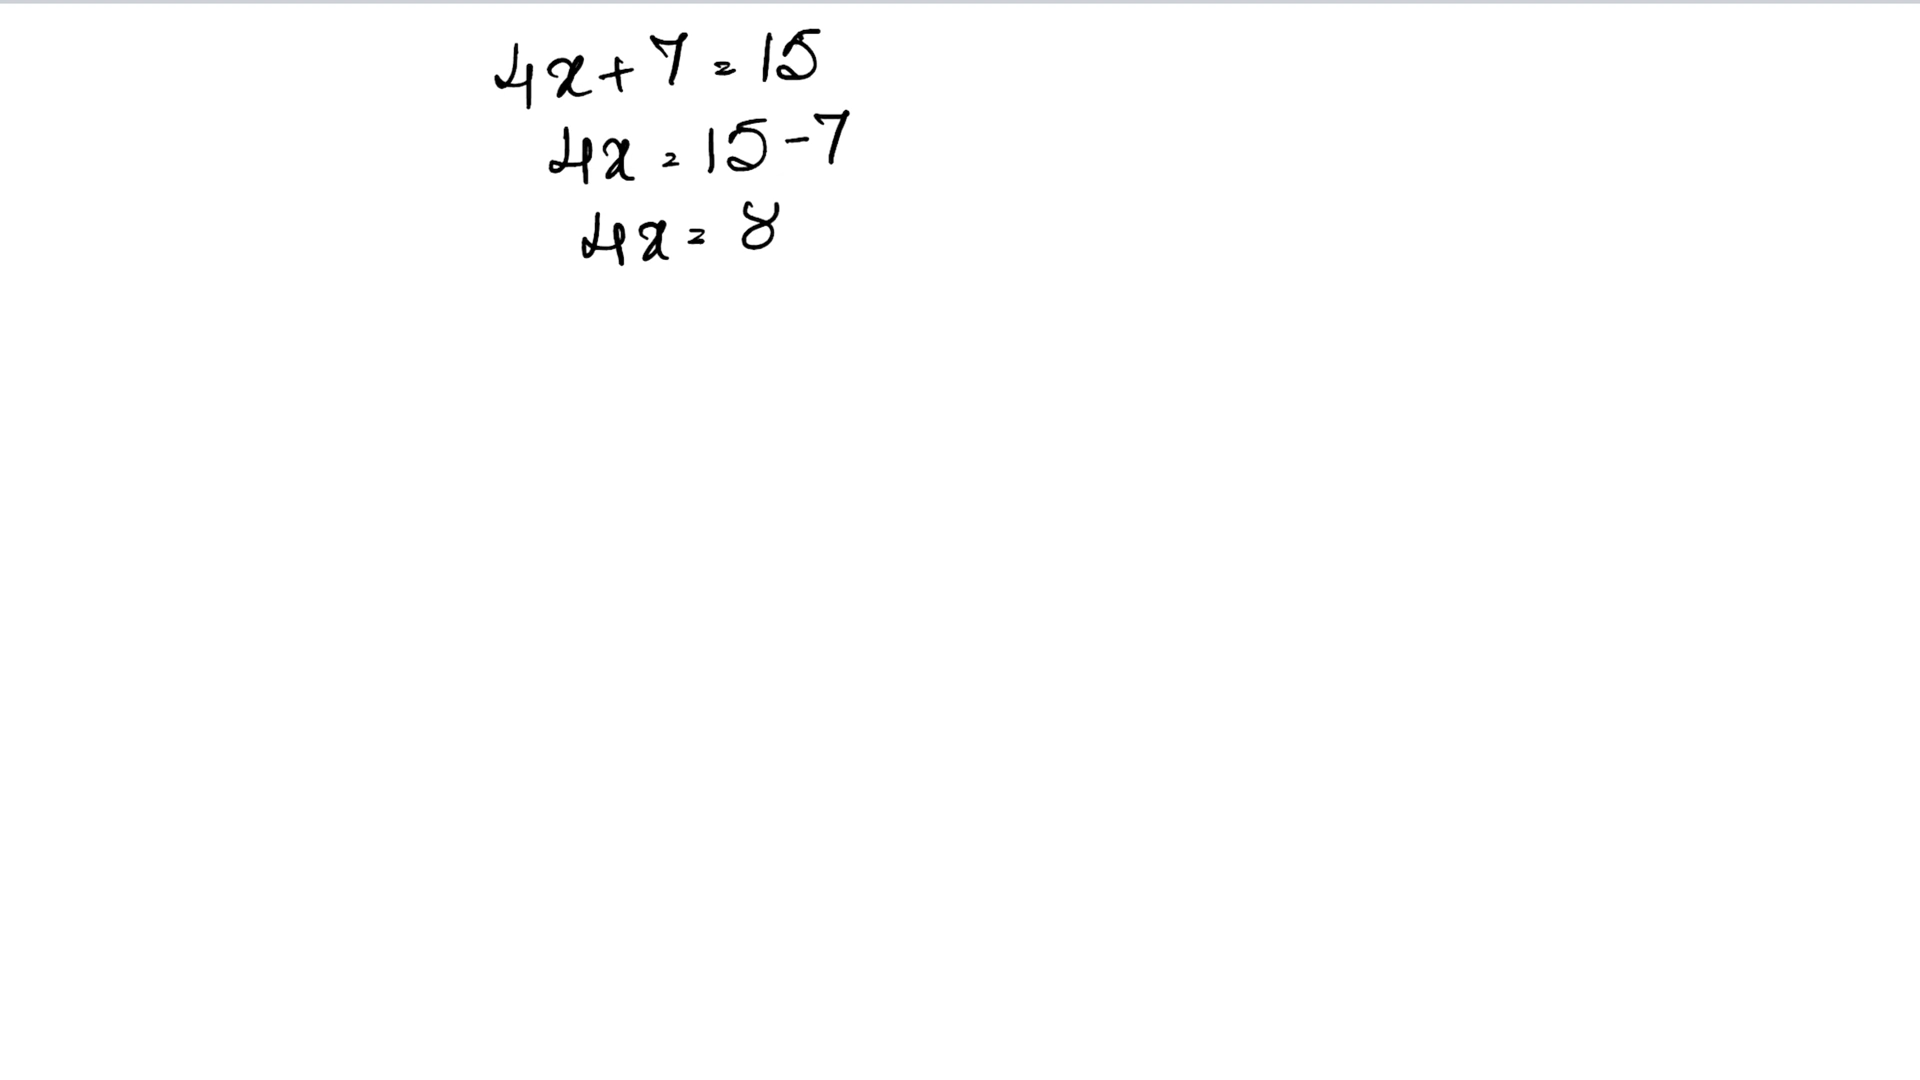 4x + 7 = 15
4x = 15 - 7
4x = 8